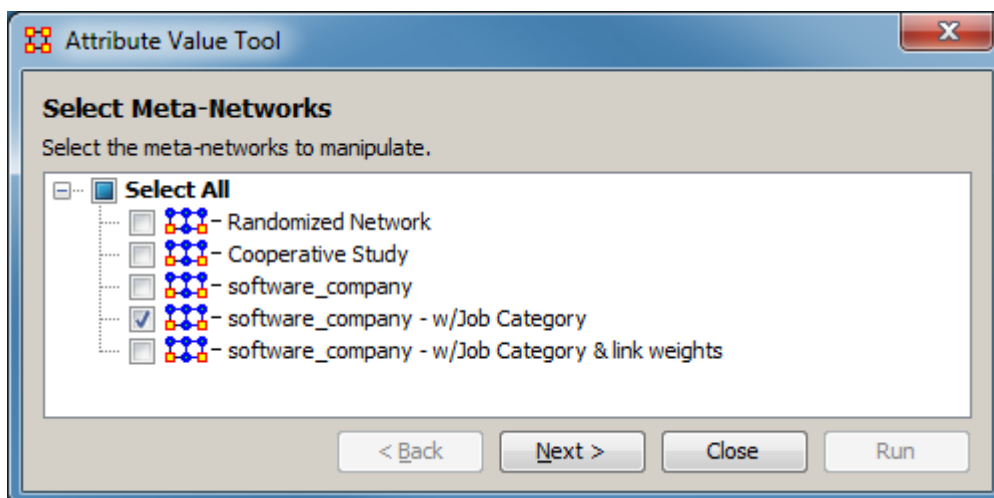 Attribute Value Tool
Select Meta-Networks
Select the meta-networks to manipulate.
Select All
- Randomized Network
- Cooperative Study
- software_company
- software_company - w/Job Category
- software_company - w/Job Category & link weights
< Back Next > Close Run